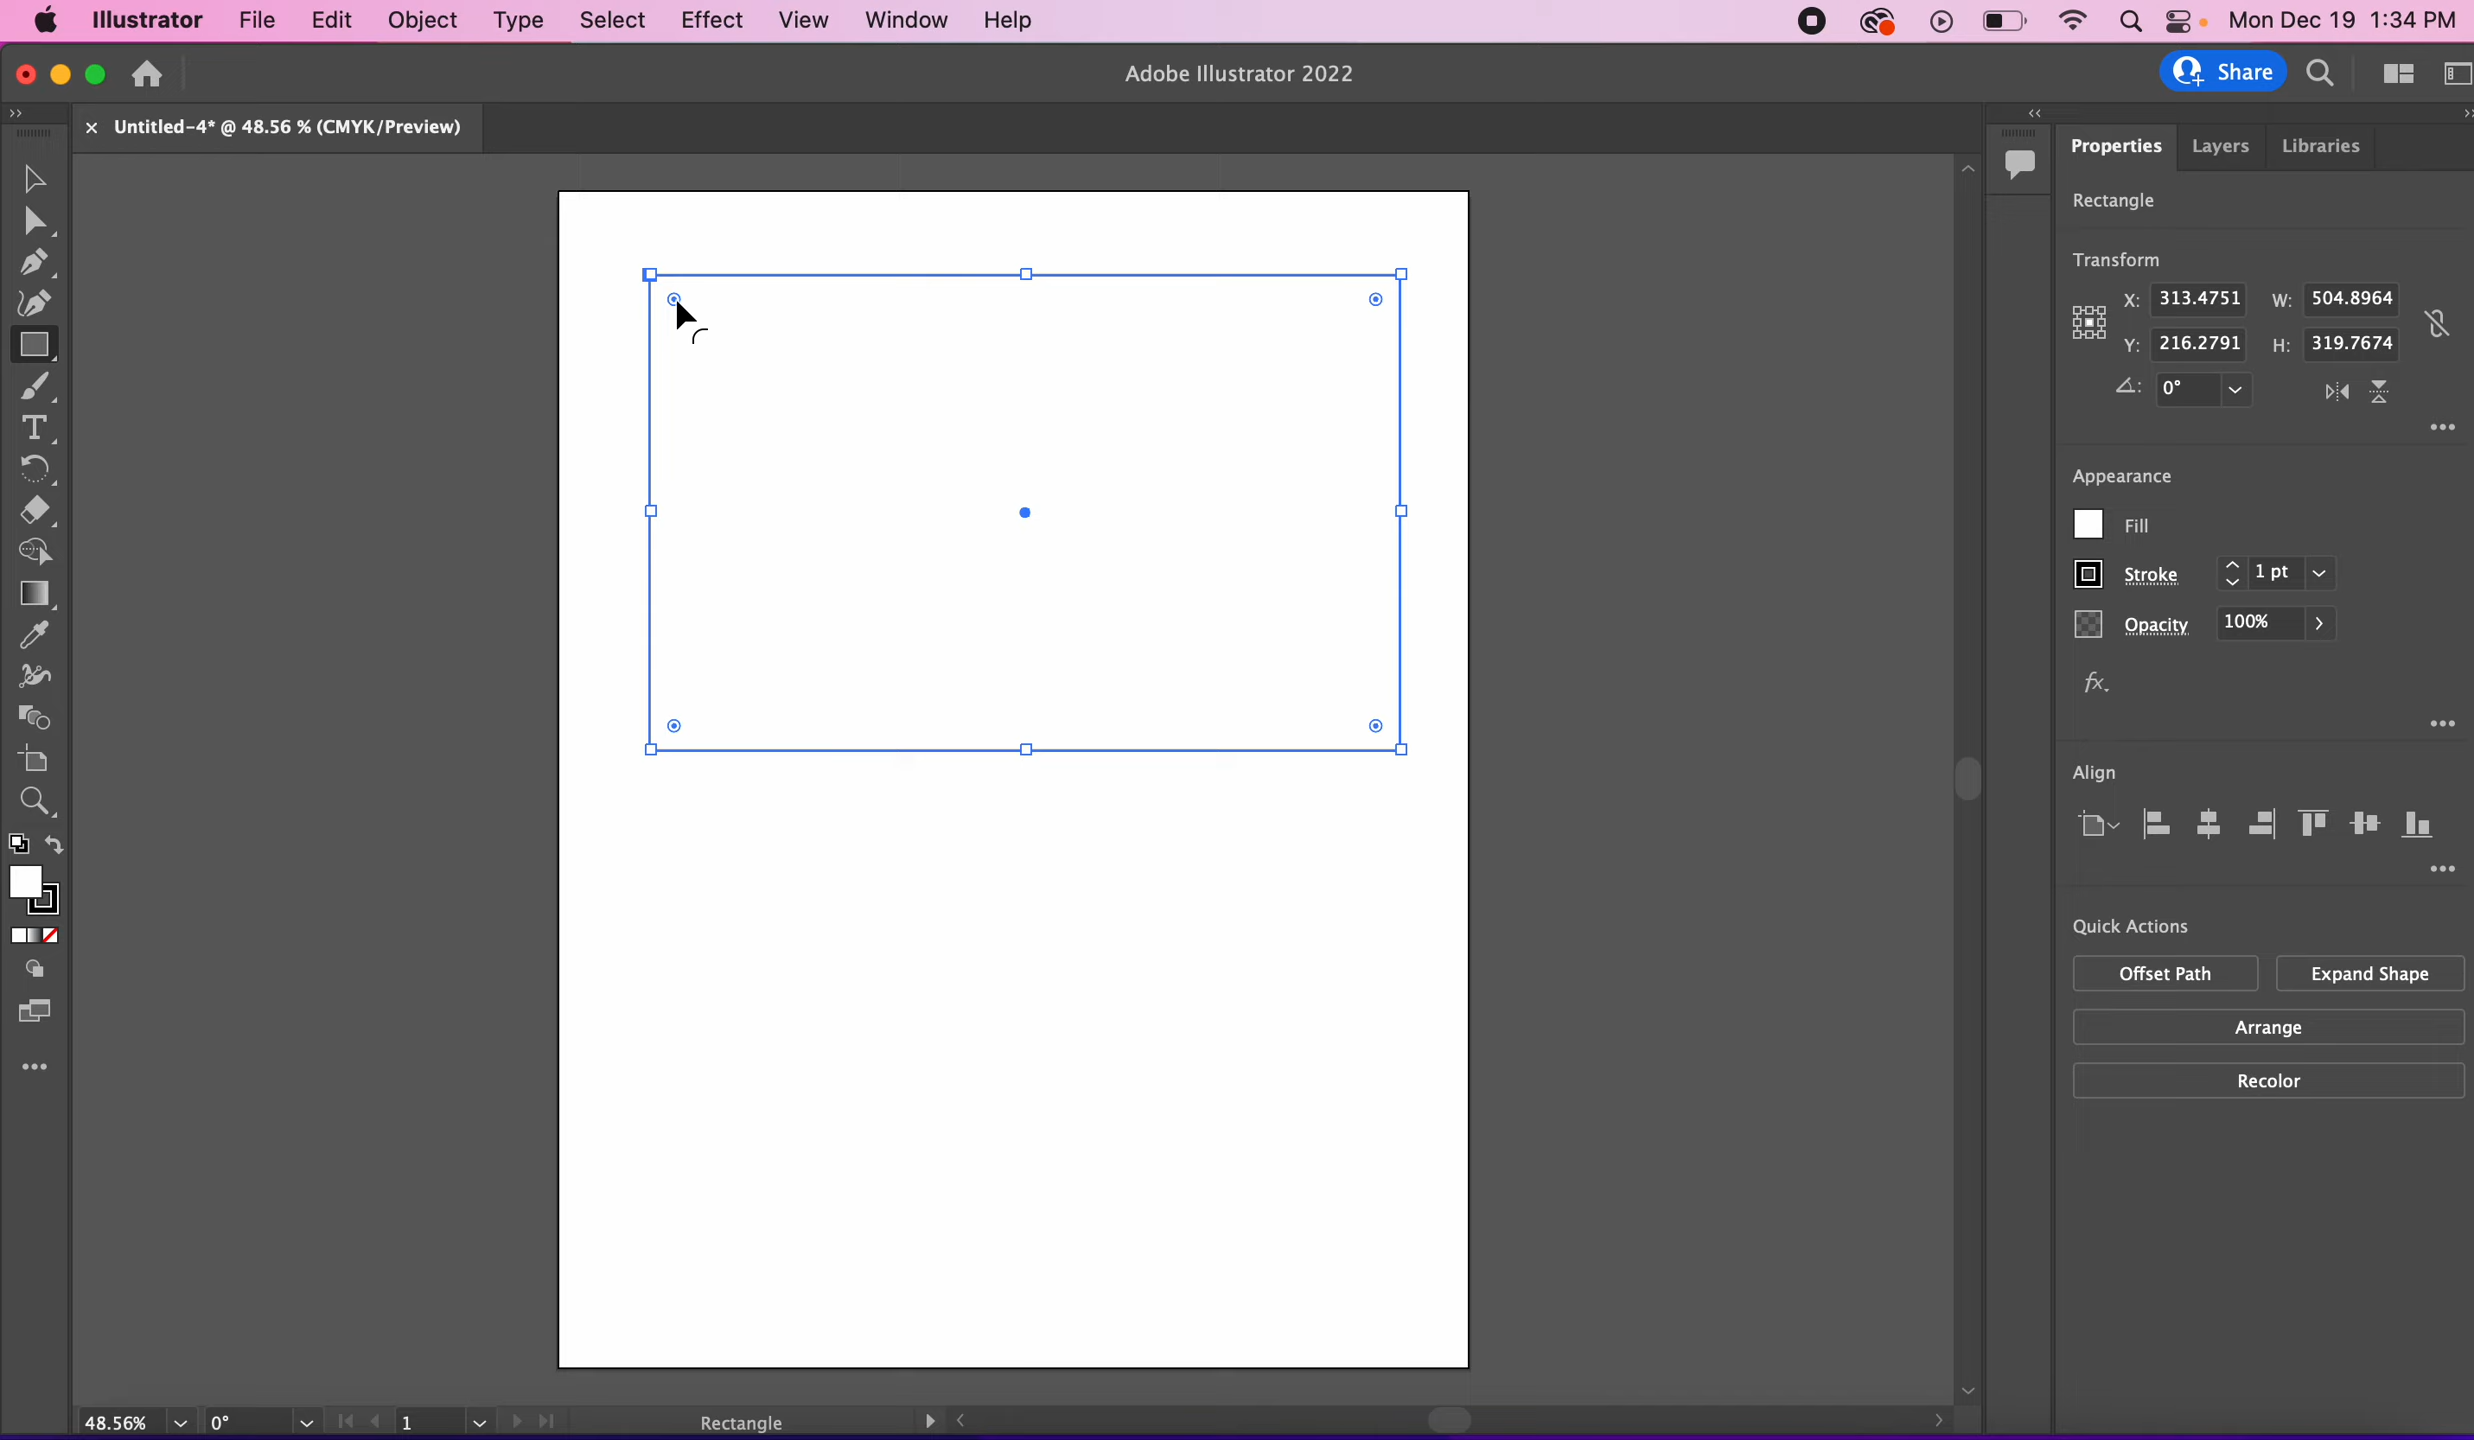 Illustrator File Edit Object Type Select Effect View Window Help Mon Dec 19 1:34 PM
Adobe Illustrator 2022
Share
× Untitled-4* @ 48.56 % (CMYK/Preview)
Properties Layers Libraries
Rectangle
Transform
X: 313.4751 W: 504.8964
Y: 216.2791 H: 319.7674
0°
Appearance
Fill
Stroke 1 pt
Opacity 100%
fx.
Align
Quick Actions
Offset Path Expand Shape
Arrange
Recolor
48.56% 0° 1 Rectangle